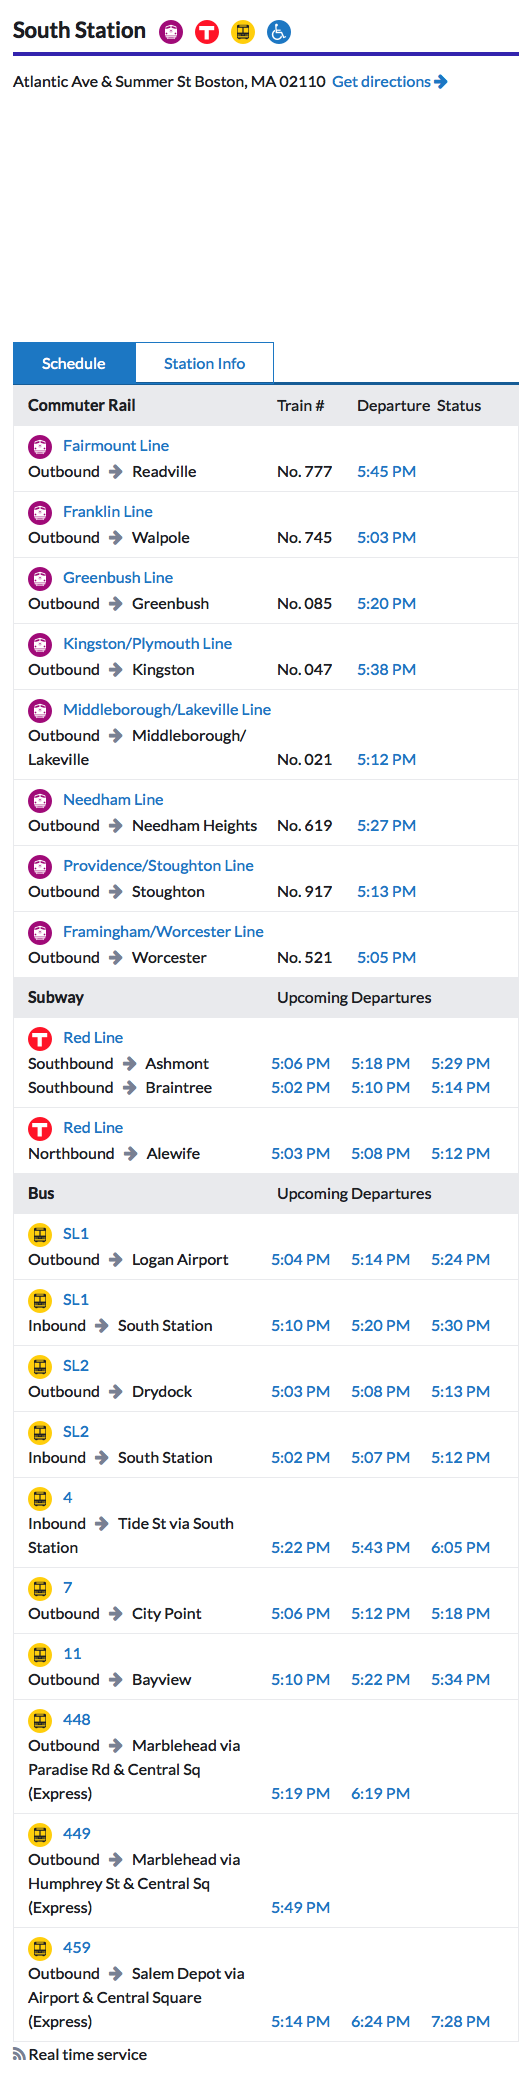 South Station
Atlantic Ave & Summer St Boston, MA 02110 Get directions
Schedule Station Info
Commuter Rail Train # Departure Status
Fairmount Line
Outbound Readville No. 777 5:45 PM
Franklin Line
Outbound Walpole No. 745 5:03 PM
Greenbush Line
Outbound Greenbush No. 085 5:20 PM
Kingston/Plymouth Line
Outbound Kingston No. 047 5:38 PM
Middleborough/Lakeville Line
Outbound Middleborough/
Lakeville No. 021 5:12 PM
Needham Line
Outbound Needham Heights No. 619 5:27 PM
Providence/Stoughton Line
Outbound Stoughton No. 917 5:13 PM
Framingham/Worcester Line
Outbound Worcester No. 521 5:05 PM
Subway Upcoming Departures
Red Line
Southbound Ashmont 5:06 PM 5:18 PM 5:29 PM
Southbound Braintree 5:02 PM 5:10 PM 5:14 PM
Red Line
Northbound Alewife 5:03 PM 5:08 PM 5:12 PM
Bus Upcoming Departures
SL1
Outbound Logan Airport 5:04 PM 5:14 PM 5:24 PM
SL1
Inbound South Station 5:10 PM 5:20 PM 5:30 PM
SL2
Outbound Drydock 5:03 PM 5:08 PM 5:13 PM
SL2
Inbound South Station 5:02 PM 5:07 PM 5:12 PM
4
Inbound Tide St via South
Station 5:22 PM 5:43 PM 6:05 PM
7
Outbound City Point 5:06 PM 5:12 PM 5:18 PM
11
Outbound Bayview 5:10 PM 5:22 PM 5:34 PM
448
Outbound Marblehead via
Paradise Rd & Central Sq
(Express) 5:19 PM 6:19 PM
449
Outbound Marblehead via
Humphrey St & Central Sq
(Express) 5:49 PM
459
Outbound Salem Depot via
Airport & Central Square
(Express) 5:14 PM 6:24 PM 7:28 PM
Real time service